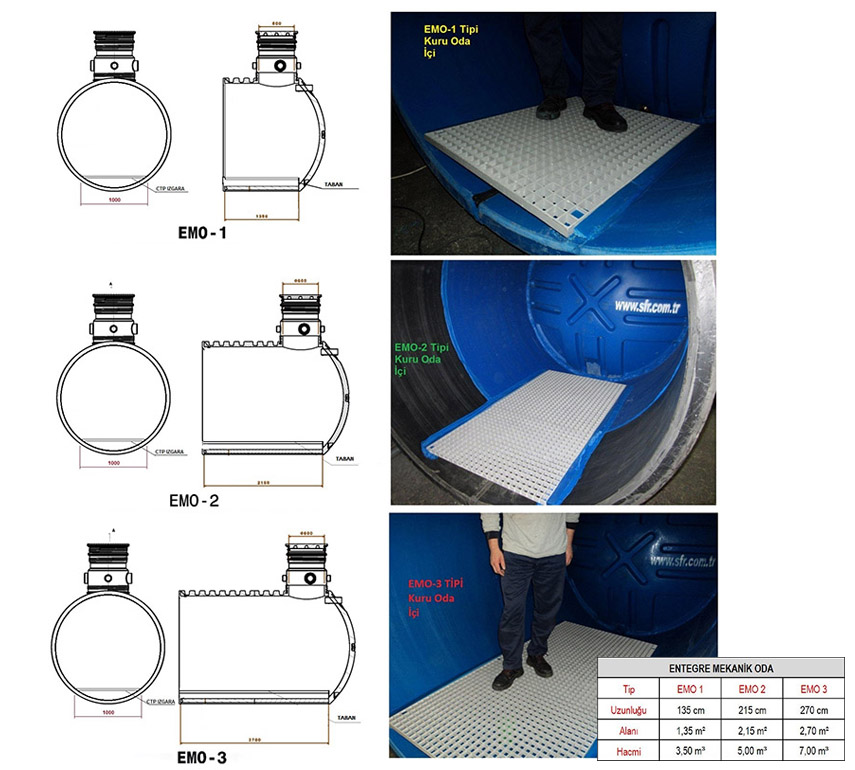 CTP IZGARA
1000
TABAN
EMO-1
EMO-1 Tipi
Kuru Oda
İçi
A
CTP IZGARA
1000
TABAN
EMO-2
EMO-2 Tipi
Kuru Oda
İçi
www.sfr.com.tr
A
CTP IZGARA
1000
TABAN
2700
EMO-3
EMO-3 TİPİ
Kuru Oda
İçi
www.sfr.com.tr
ENTEGRE MEKANİK ODA
Tip EMO 1 EMO 2 EMO 3
Uzunluğu 135 cm 215 cm 270 cm
Alanı 1,35 m² 2,15 m² 2,70 m²
Hacmi 3,50 m³ 5,00 m³ 7,00 m³